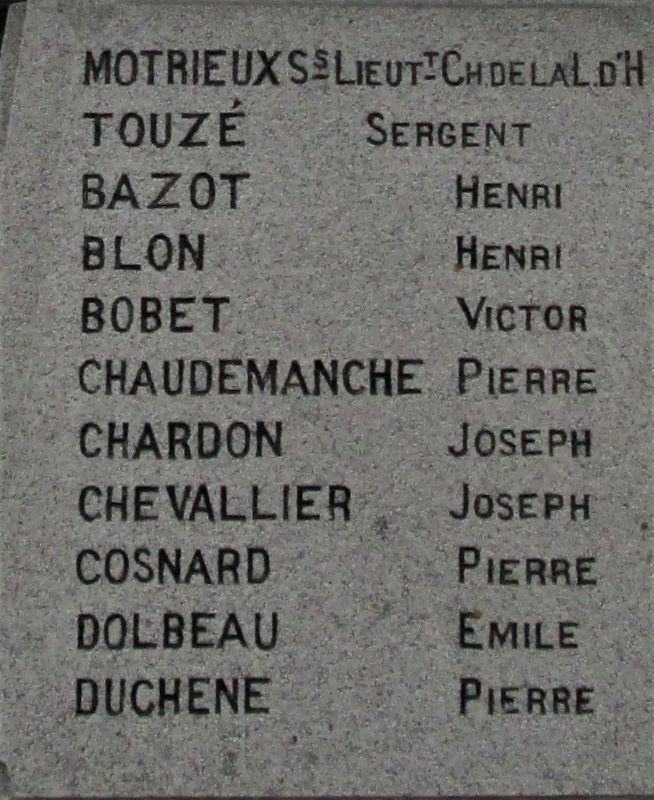 MOTRIEUX Ss LIEUTT CH.DE LA L.D'H
TOUZÉ SERGENT
BAZOT HENRI
BLON HENRI
BOBET VICTOR
CHAUDEMANCHE PIERRE
CHARDON JOSEPH
CHEVALLIER JOSEPH
COSNARD PIERRE
DOLBEAU EMILE
DUCHENE PIERRE